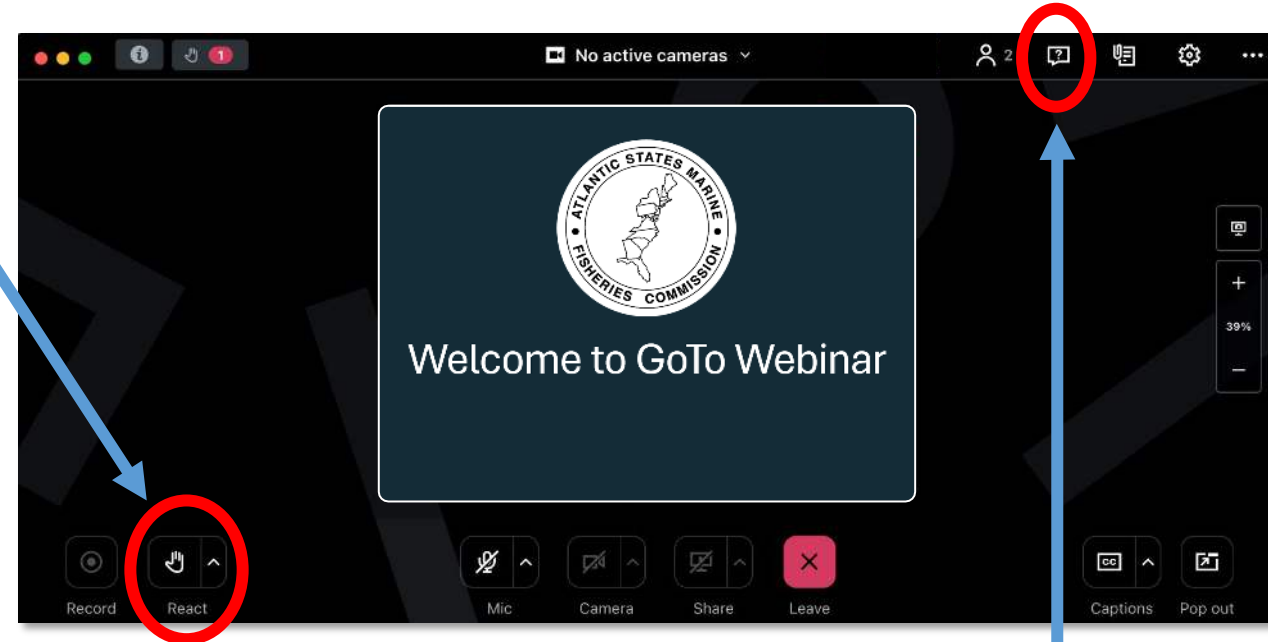 1
No active cameras
2
?
ATLANTIC STATES MARINE
FISHERIES COMMISSION
Welcome to GoTo Webinar
39%
CC
Record
React
Mic
Camera
Share
Leave
Captions
Pop out